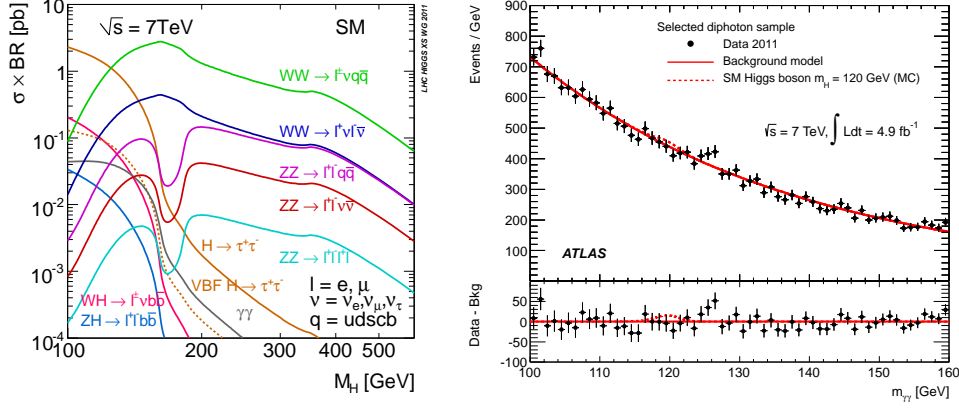 σ × BR [pb]
√s = 7TeV
SM
LHC HIGGS XS WG 2011
10
1
10⁻¹
10⁻²
10⁻³
10⁻⁴
WW → l±νqq̅
WW → l⁺νl⁻ν̅
ZZ → l⁺l⁻qq̅
ZZ → l⁺l⁻νν̅
ZZ → l⁺l⁻l⁺l⁻
H → τ⁺τ⁻
VBF H → τ⁺τ⁻
WH → l±νbb̅
ZH → l⁺l⁻bb̅
γγ
l = e, μ
ν = νe,νμ,ντ
q = udscb
100 200 300 400 500
M_H [GeV]
Events / GeV
900
800
700
600
500
400
300
200
100
Selected diphoton sample
Data 2011
Background model
SM Higgs boson m_H = 120 GeV (MC)
√s = 7 TeV, ∫ Ldt = 4.9 fb⁻¹
ATLAS
Data - Bkg
50
0
-50
-100
100 110 120 130 140 150 160
m_γγ [GeV]